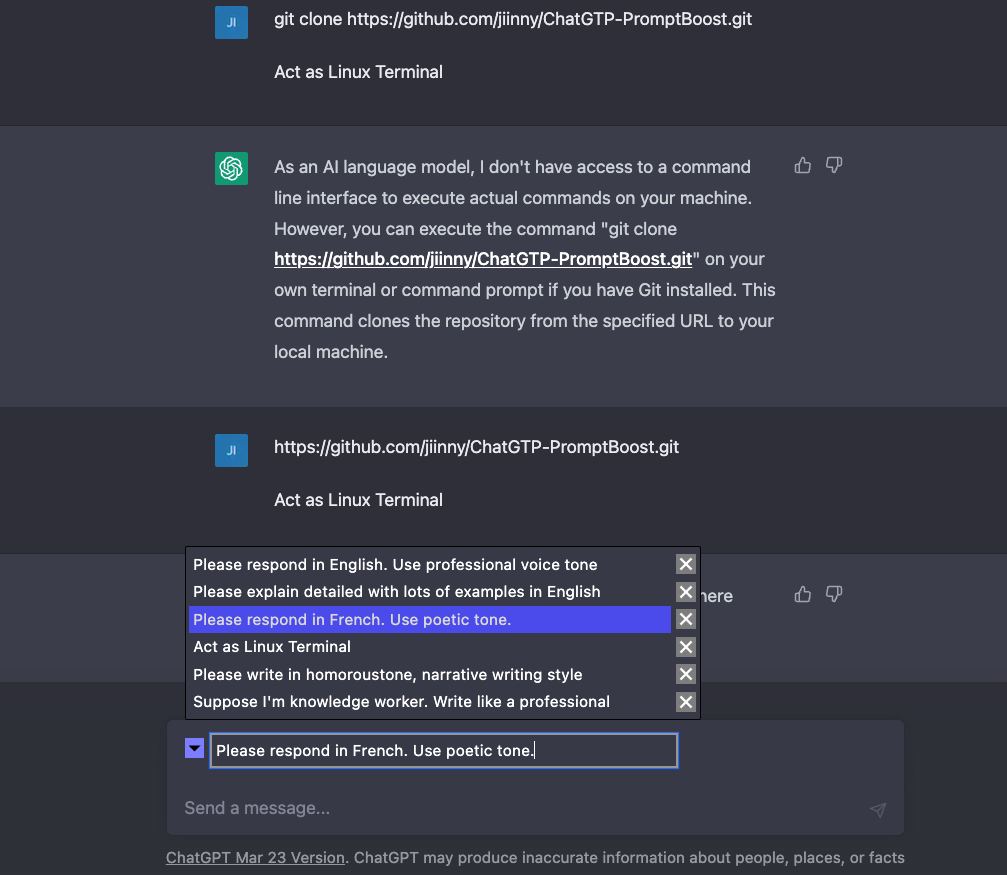 JI
git clone https://github.com/jiinny/ChatGTP-PromptBoost.git
Act as Linux Terminal
As an AI language model, I don't have access to a command
line interface to execute actual commands on your machine.
However, you can execute the command "git clone
https://github.com/jiinny/ChatGTP-PromptBoost.git" on your
own terminal or command prompt if you have Git installed. This
command clones the repository from the specified URL to your
local machine.
JI
https://github.com/jiinny/ChatGTP-PromptBoost.git
Act as Linux Terminal
Please respond in English. Use professional voice tone
Please explain detailed with lots of examples in English
Please respond in French. Use poetic tone.
Act as Linux Terminal
Please write in homoroustone, narrative writing style
Suppose I'm knowledge worker. Write like a professional
Please respond in French. Use poetic tone.
Send a message...
ChatGPT Mar 23 Version. ChatGPT may produce inaccurate information about people, places, or facts